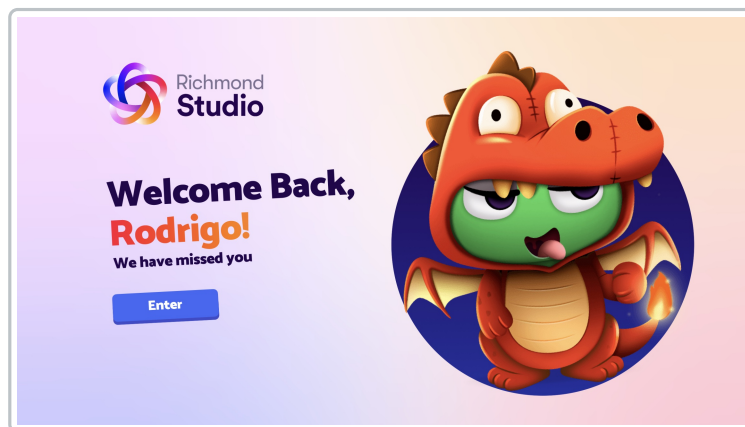 Richmond
Studio
Welcome Back,
Rodrigo!
We have missed you
Enter